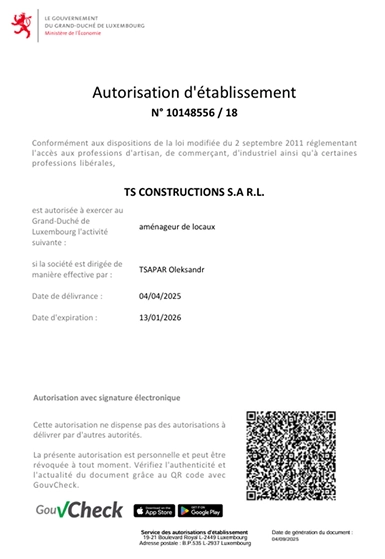 LE GOUVERNEMENT
DU GRAND-DUCHÉ DE LUXEMBOURG
Ministère de l'Économie
Autorisation d'établissement
N° 10148556 / 18
Conformément aux dispositions de la loi modifiée du 2 septembre 2011 réglementant
l'accès aux professions d'artisan, de commerçant, d'industriel ainsi qu'à certaines
professions libérales,
TS CONSTRUCTIONS S.A R.L.
est autorisée à exercer au
Grand-Duché de
Luxembourg l'activité
suivante :
aménageur de locaux
si la société est dirigée de
manière effective par :
TSAPAR Oleksandr
Date de délivrance :
04/04/2025
Date d'expiration :
13/01/2026
Autorisation avec signature électronique
Cette autorisation ne dispense pas des autorisations à
délivrer par d'autres autorités.
La présente autorisation est personnelle et peut être
révoquée à tout moment. Vérifiez l'authenticité et
l'actualité du document grâce au QR code avec
GouvCheck.
GouvCheck
Download on the
App Store
GET IT ON
Google Play
Service des autorisations d'établissement
19-21 Boulevard Royal L-2449 Luxembourg
Adresse postale : B.P.535 L-2937 Luxembourg
Date de génération du document :
04/09/2025